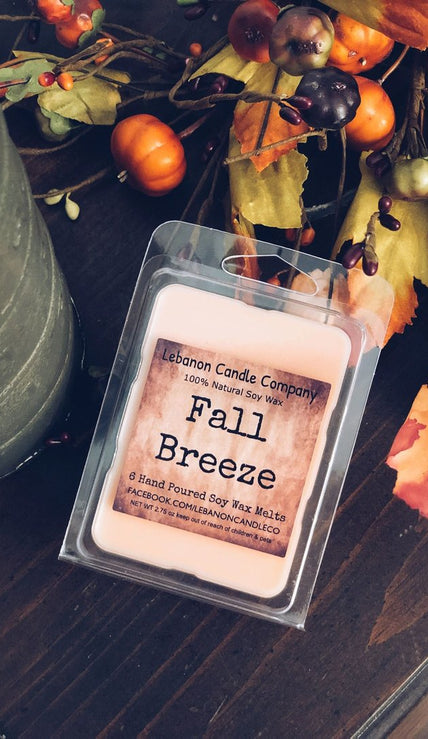 Lebanon Candle Company
100% Natural Soy Wax
Fall
Breeze
6 Hand Poured Soy Wax Melts
FACEBOOK.COM/LEBANONCANDLECO
NET WT 2.75 oz keep out of reach of children & pets